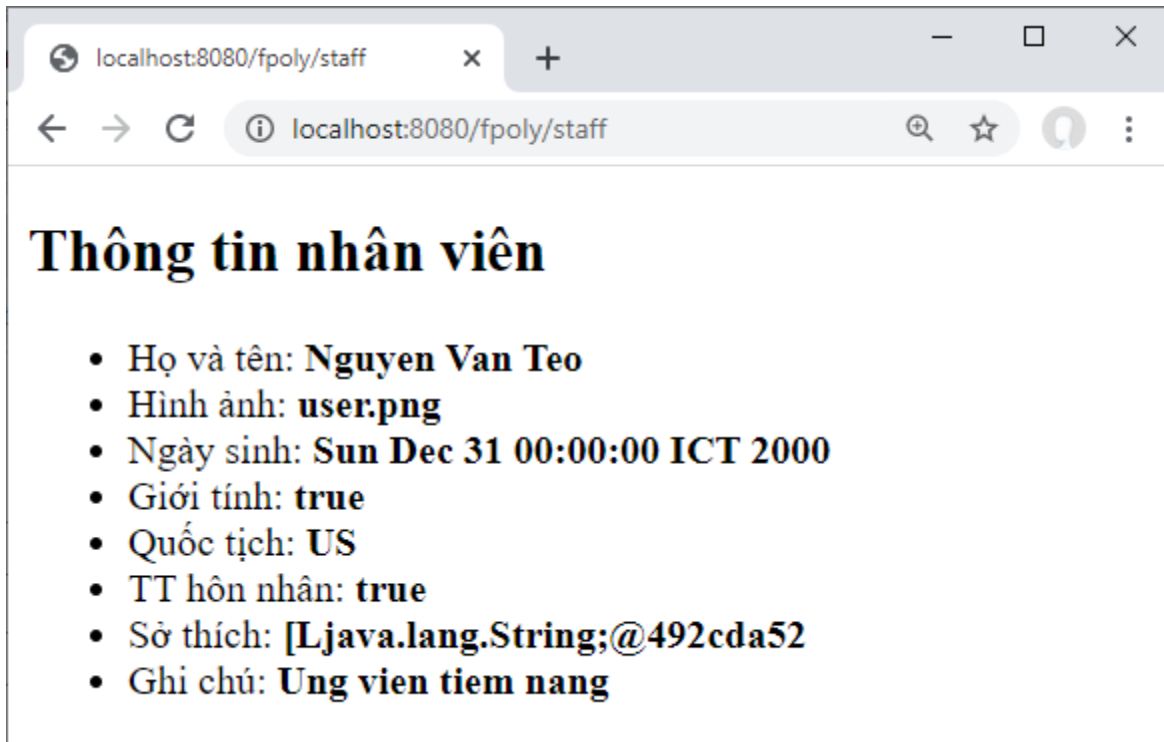 localhost:8080/fpoly/staff
localhost:8080/fpoly/staff
Thông tin nhân viên
Họ và tên: Nguyen Van Teo
Hình ảnh: user.png
Ngày sinh: Sun Dec 31 00:00:00 ICT 2000
Giới tính: true
Quốc tịch: US
TT hôn nhân: true
Sở thích: [Ljava.lang.String;@492cda52
Ghi chú: Ung vien tiem nang